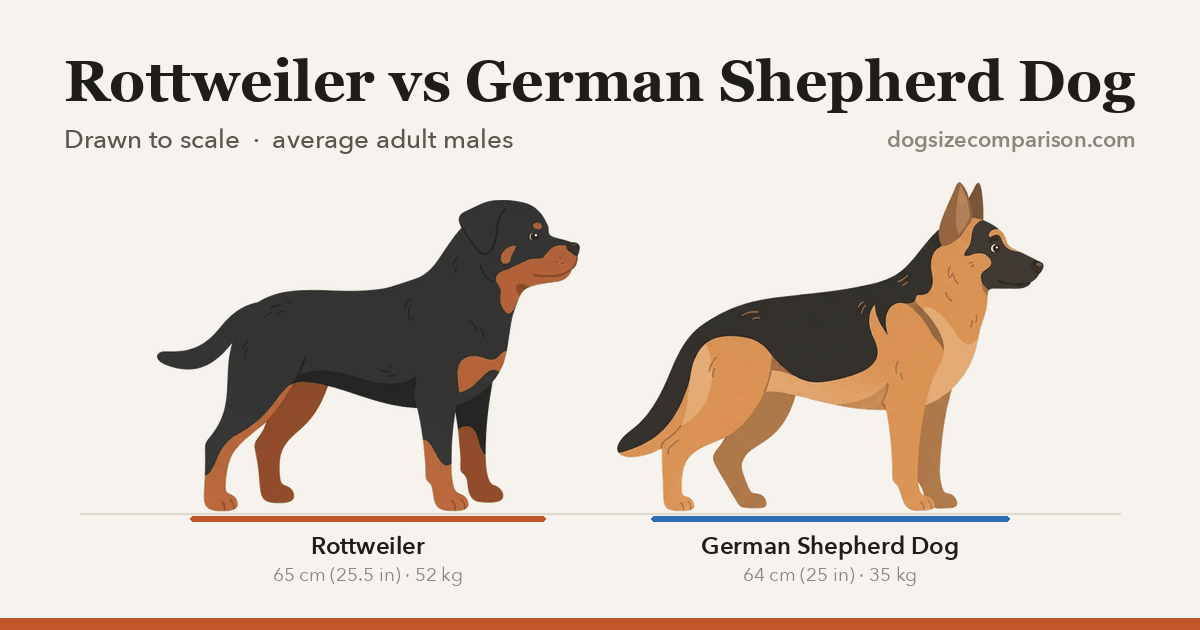 Rottweiler vs German Shepherd Dog
Drawn to scale · average adult males
dogsizecomparison.com
Rottweiler
65 cm (25.5 in) · 52 kg
German Shepherd Dog
64 cm (25 in) · 35 kg